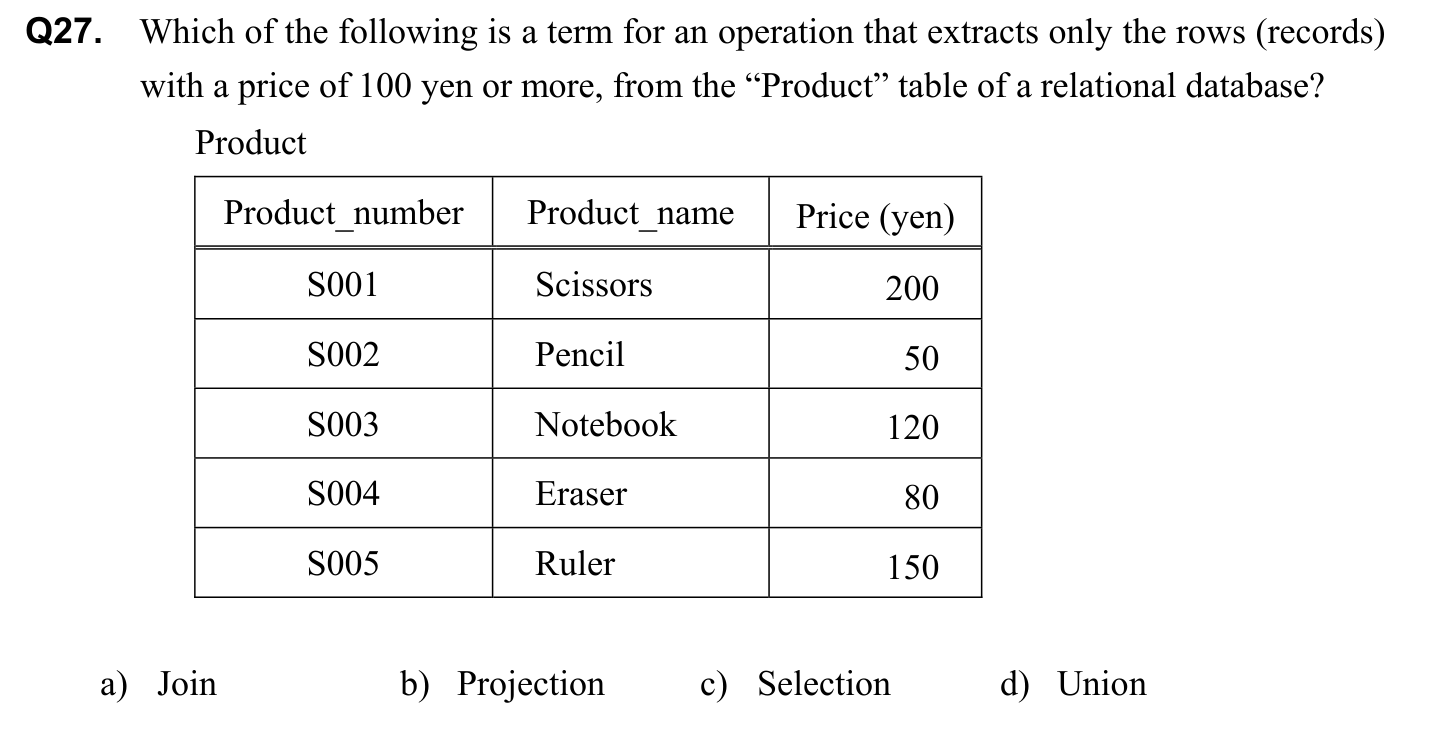 Q27. Which of the following is a term for an operation that extracts only the rows (records)
with a price of 100 yen or more, from the “Product” table of a relational database?
Product
Product_number Product_name Price (yen)
S001 Scissors 200
S002 Pencil 50
S003 Notebook 120
S004 Eraser 80
S005 Ruler 150
a) Join b) Projection c) Selection d) Union